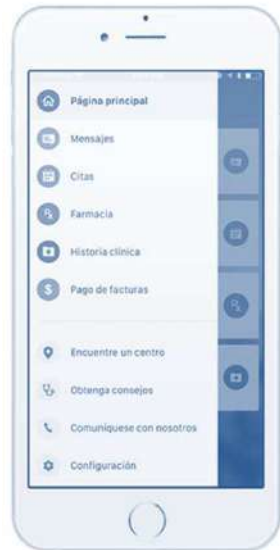 Página principal
Mensajes
Citas
Farmacia
Historia clínica
Pago de facturas
Encuentre un centro
Obtenga consejos
Comuníquese con nosotros
Configuración